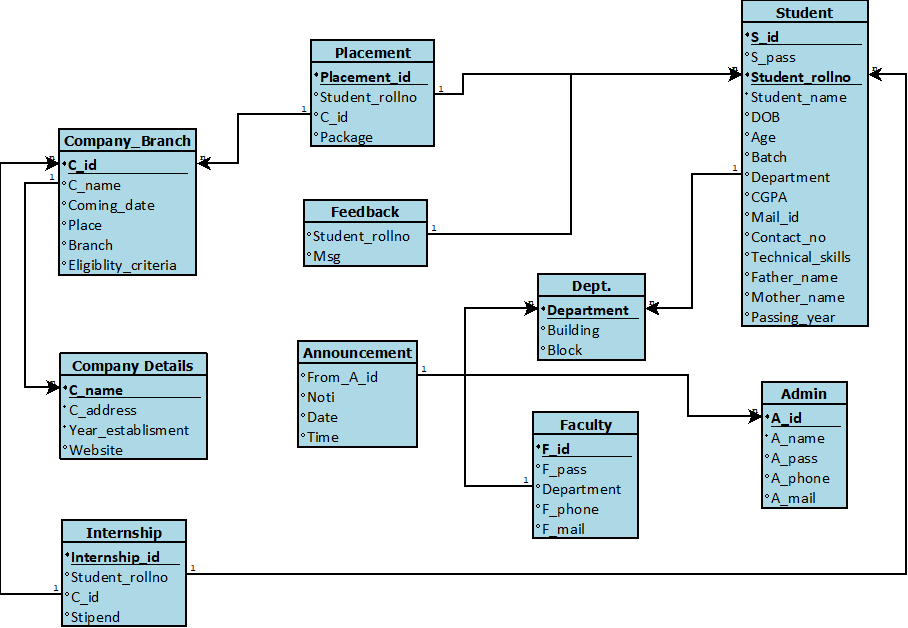 Student
S_id
S_pass
Student_rollno
Student_name
DOB
Age
Batch
Department
CGPA
Mail_id
Contact_no
Technical_skills
Father_name
Mother_name
Passing_year
n
n
1
Placement
Placement_id
Student_rollno
C_id
Package
1
1
Company_Branch
C_id
C_name
Coming_date
Place
Branch
Eligiblity_criteria
n
n
1
Feedback
Student_rollno
Msg
1
Dept.
Department
Building
Block
n
n
Announcement
From_A_id
Noti
Date
Time
1
Company Details
C_name
C_address
Year_establisment
Website
n
Admin
A_id
A_name
A_pass
A_phone
A_mail
n
Faculty
F_id
F_pass
Department
F_phone
F_mail
1
Internship
Internship_id
Student_rollno
C_id
Stipend
1
1